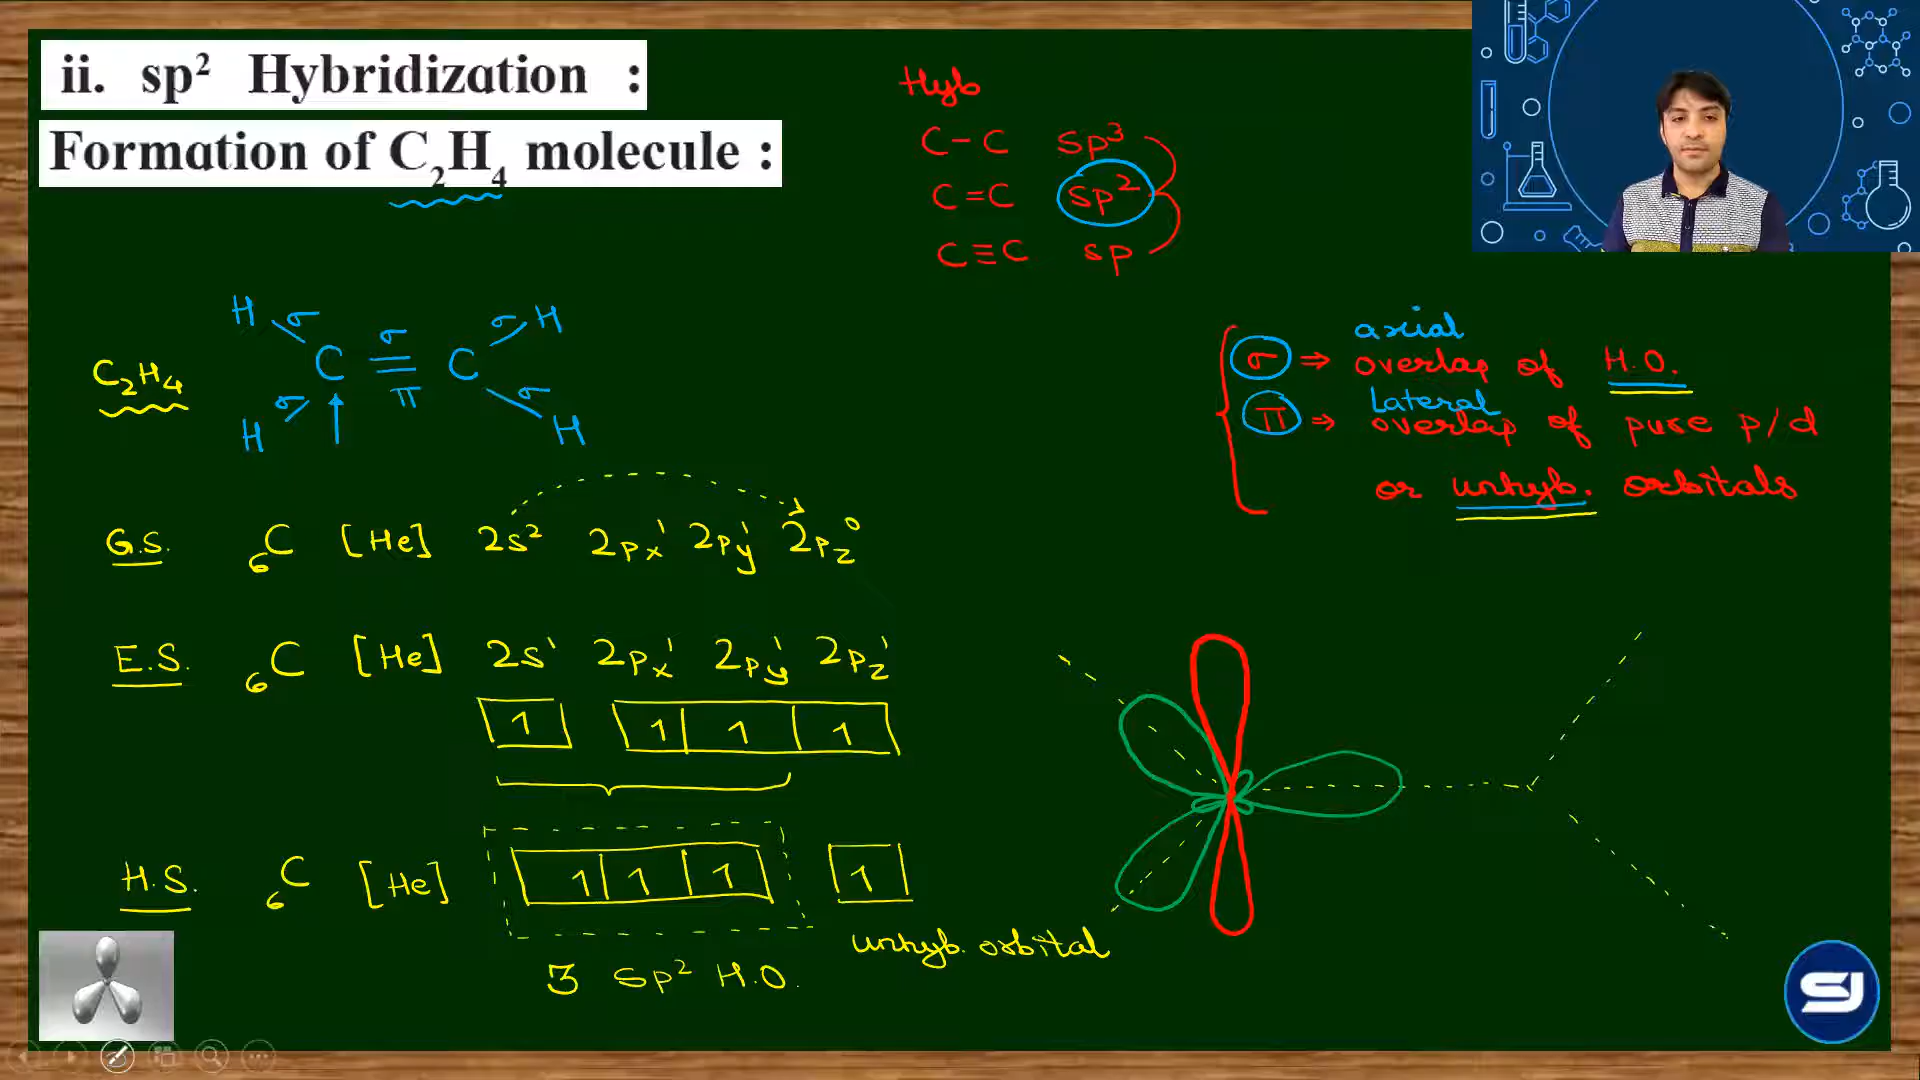 ii. sp² Hybridization :
Formation of C₂H₄ molecule :
Hyb
C-C sp³
C=C sp²
C≡C sp
H σ σ H
C₂H₄ C σ = π C
H σ σ H
axial
σ ⇒ overlap of H.O.
Lateral
π ⇒ overlap of pure p/d
or unhyb. orbitals
G.S. ₆C [He] 2s² 2px¹ 2py¹ 2pz⁰
E.S. ₆C [He] 2s¹ 2px¹ 2py¹ 2pz¹
1 1 1 1
H.S. ₆C [He] 1 1 1 1
unhyb. orbital
3 sp² H.O.
SJ